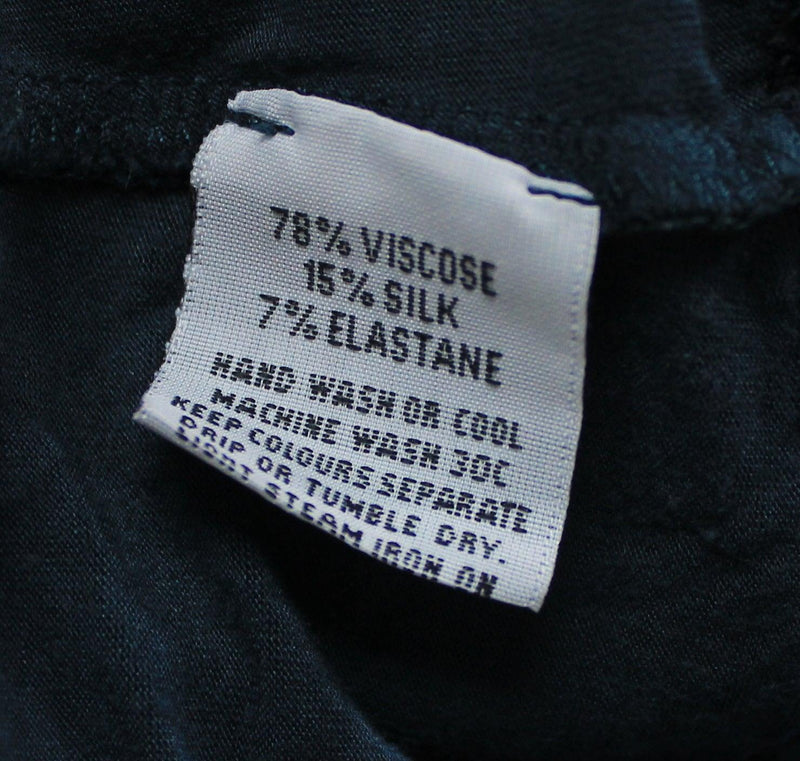 78% VISCOSE
15% SILK
7% ELASTANE
HAND WASH OR COOL
MACHINE WASH 30C
KEEP COLOURS SEPARATE
DRIP OR TUMBLE DRY.
LIGHT STEAM IRON ON